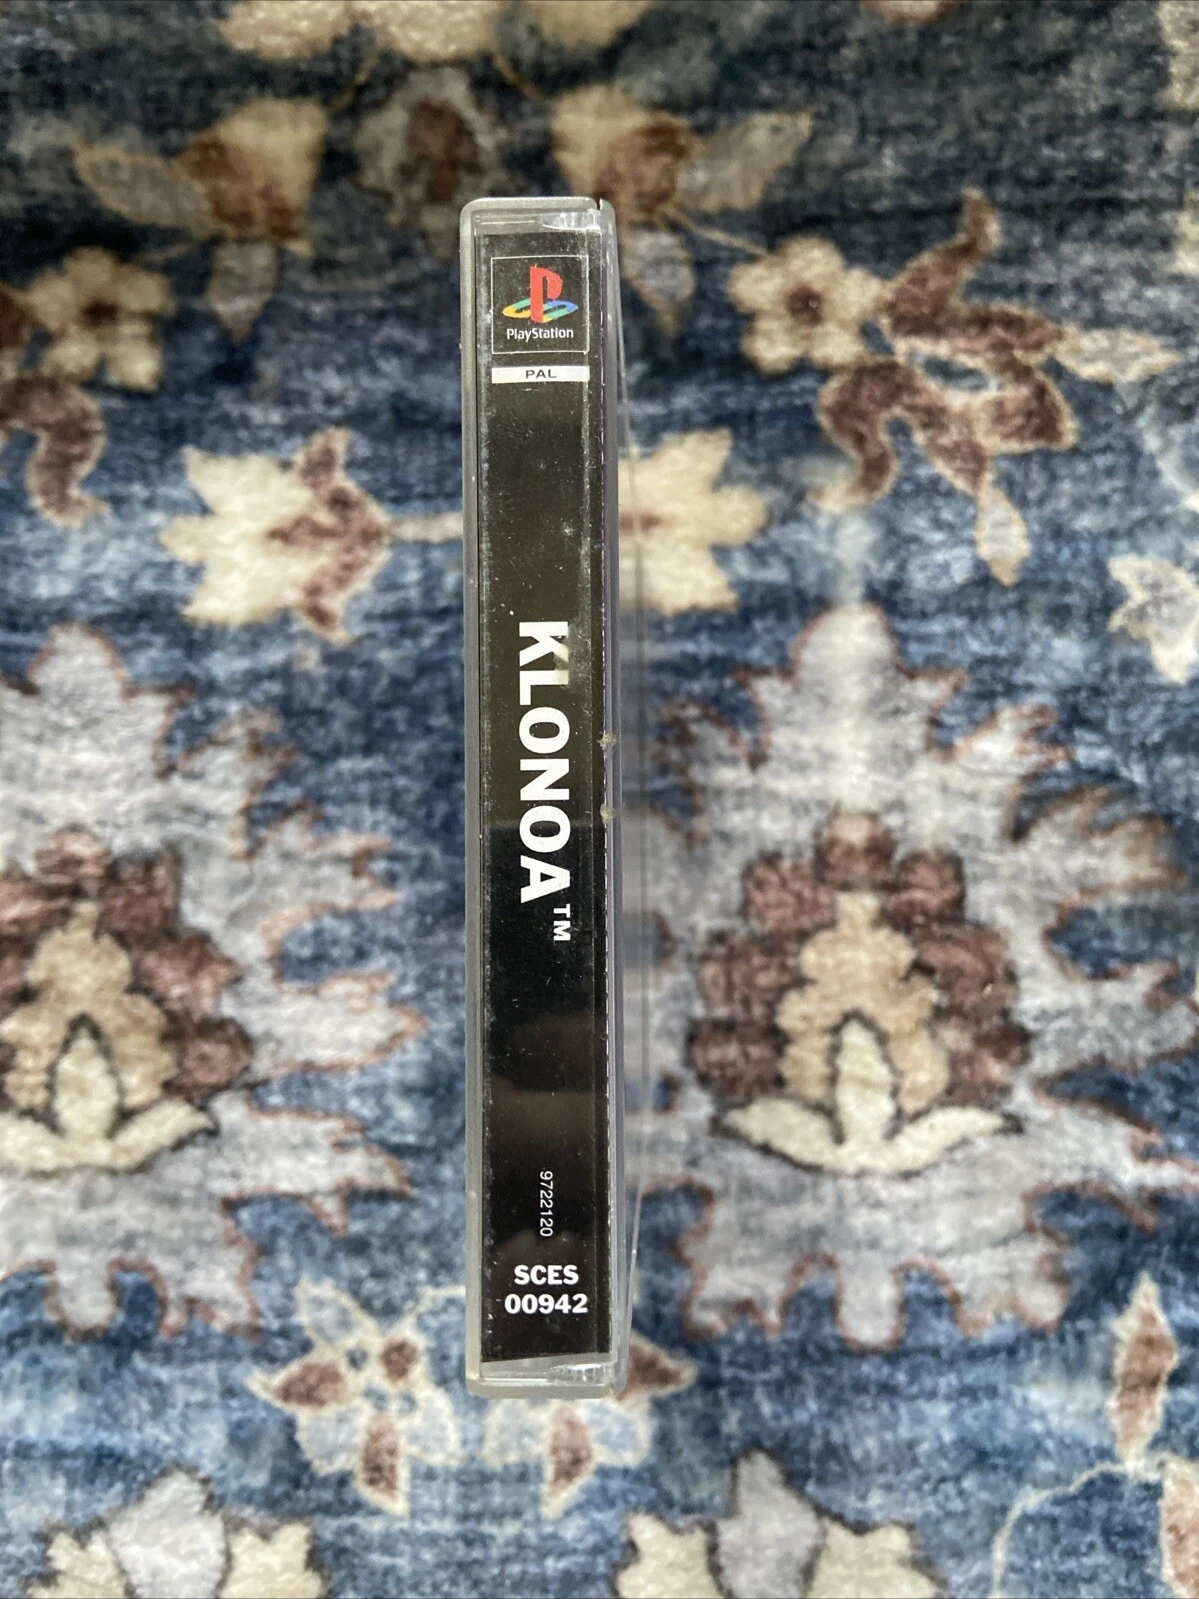 PlayStation
PAL
KLONOA™
9722120
SCES
00942